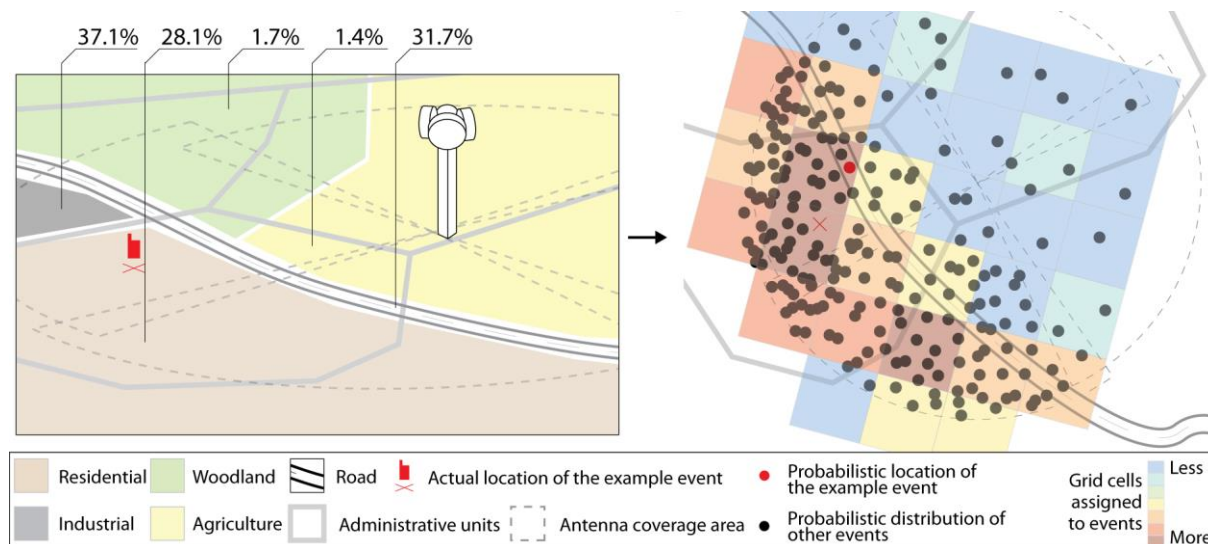 37.1% 28.1% 1.7% 1.4% 31.7%
Residential
Woodland
Road
Actual location of the example event
Probabilistic location of
the example event
Industrial
Agriculture
Administrative units
Antenna coverage area
Probabilistic distribution of
other events
Grid cells
assigned
to events
Less
More